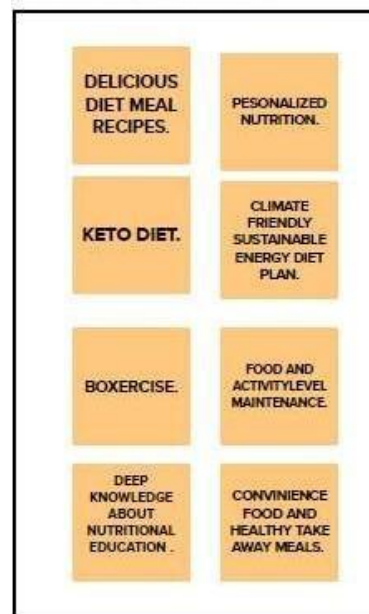 DELICIOUS
DIET MEAL
RECIPES.
PESONALIZED
NUTRITION.
KETO DIET.
CLIMATE
FRIENDLY
SUSTAINABLE
ENERGY DIET
PLAN.
BOXERCISE.
FOOD AND
ACTIVITYLEVEL
MAINTENANCE.
DEEP
KNOWLEDGE
ABOUT
NUTRITIONAL
EDUCATION .
CONVINIENCE
FOOD AND
HEALTHY TAKE
AWAY MEALS.